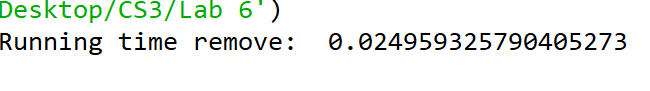 Desktop/CS3/Lab 6')
Running time remove:  0.024959325790405273